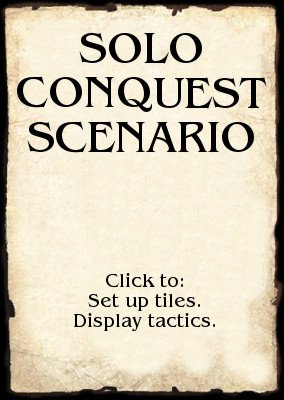 SOLO
CONQUEST
SCENARIO
Click to:
Set up tiles.
Display tactics.